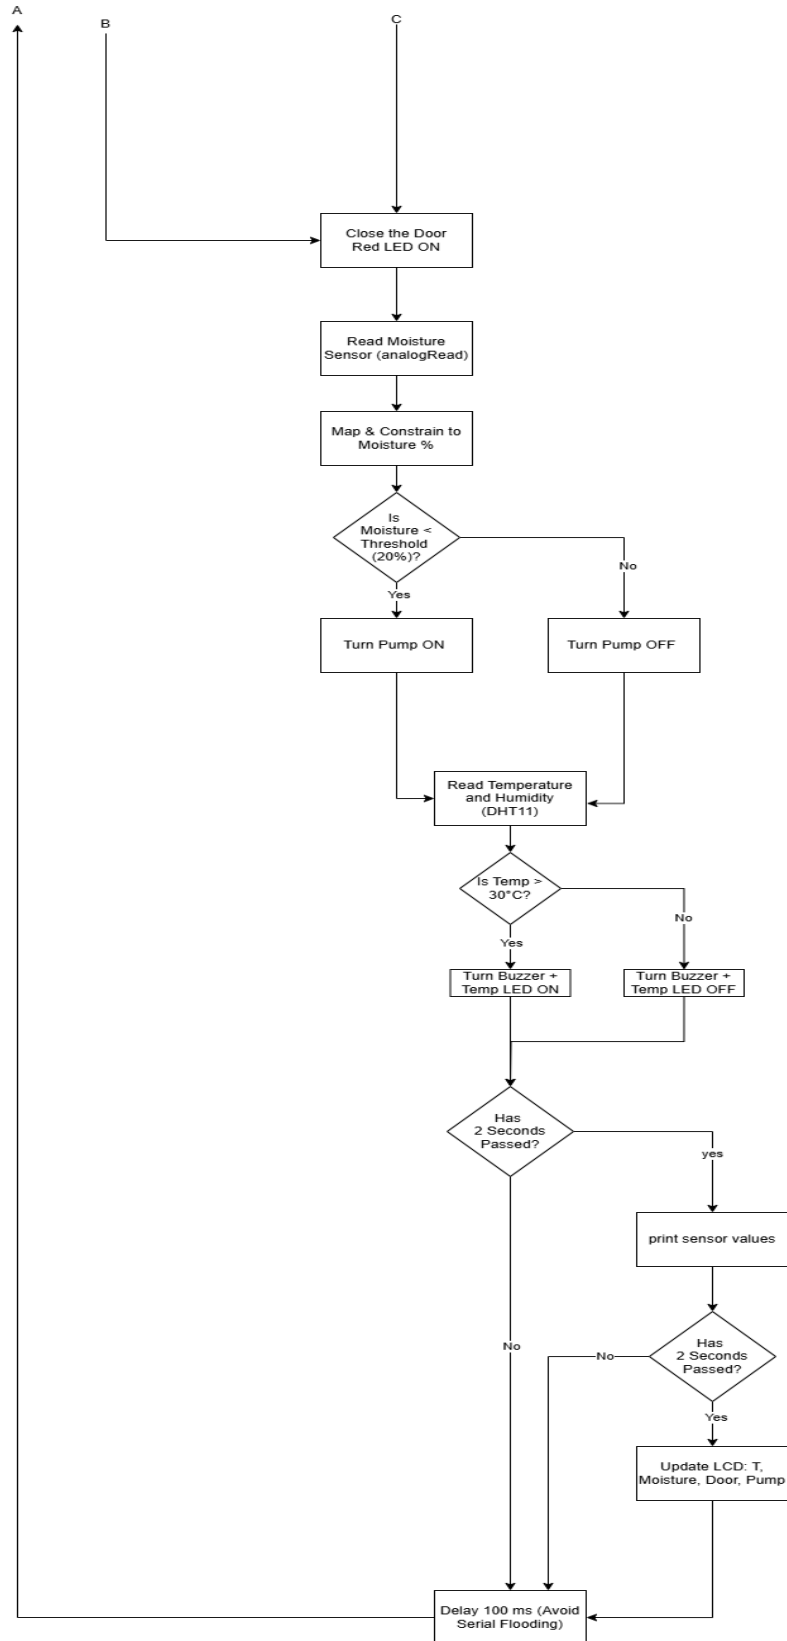 A
B
C
Close the Door
Red LED ON
Read Moisture
Sensor (analogRead)
Map & Constrain to
Moisture %
Is
Moisture <
Threshold
(20%)?
No
Yes
Turn Pump ON
Turn Pump OFF
Read Temperature
and Humidity
(DHT11)
Is Temp >
30°C?
No
Yes
Turn Buzzer +
Temp LED ON
Turn Buzzer +
Temp LED OFF
Has
2 Seconds
Passed?
yes
print sensor values
No
Has
2 Seconds
Passed?
No
Yes
Update LCD: T,
Moisture, Door, Pump
Delay 100 ms (Avoid
Serial Flooding)